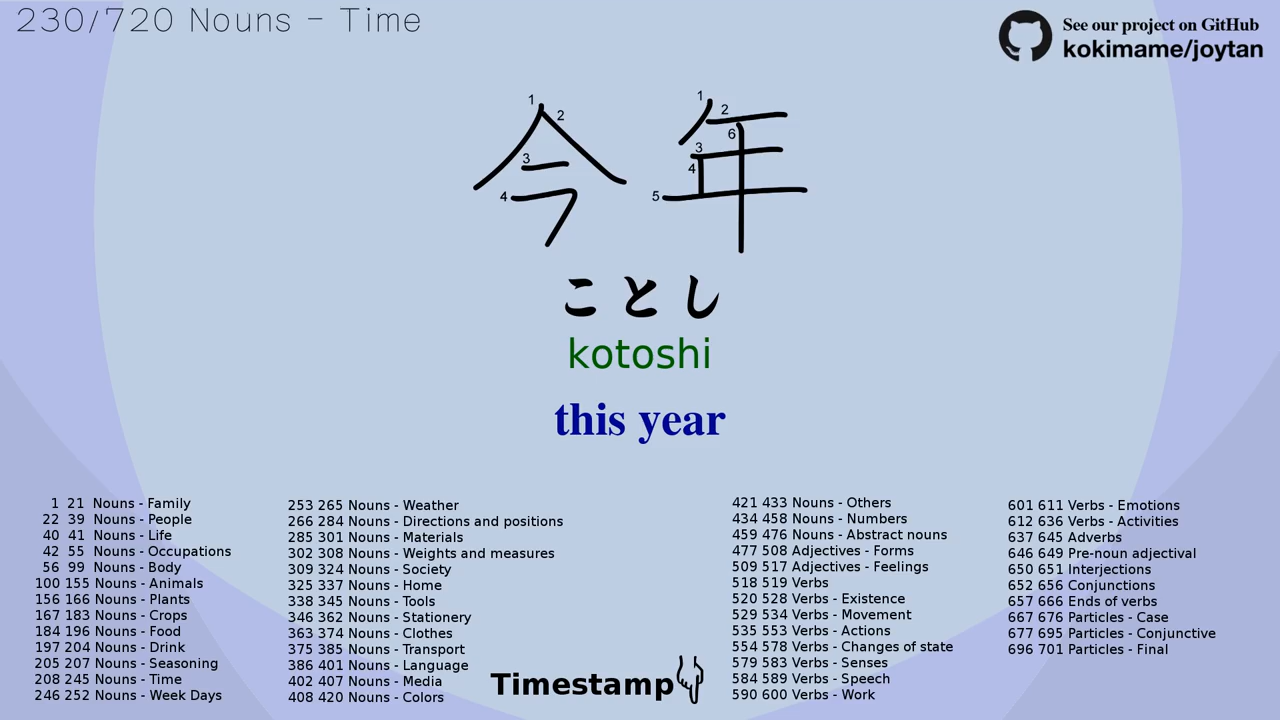 230/720 Nouns - Time
See our project on GitHub
kokimame/joytan
今年
1 2 3 4 1 2 6 3 4 5
ことし
kotoshi
this year
1 21 Nouns - Family
22 39 Nouns - People
40 41 Nouns - Life
42 55 Nouns - Occupations
56 99 Nouns - Body
100 155 Nouns - Animals
156 166 Nouns - Plants
167 183 Nouns - Crops
184 196 Nouns - Food
197 204 Nouns - Drink
205 207 Nouns - Seasoning
208 245 Nouns - Time
246 252 Nouns - Week Days
253 265 Nouns - Weather
266 284 Nouns - Directions and positions
285 301 Nouns - Materials
302 308 Nouns - Weights and measures
309 324 Nouns - Society
325 337 Nouns - Home
338 345 Nouns - Tools
346 362 Nouns - Stationery
363 374 Nouns - Clothes
375 385 Nouns - Transport
386 401 Nouns - Language
402 407 Nouns - Media
408 420 Nouns - Colors
Timestamp
421 433 Nouns - Others
434 458 Nouns - Numbers
459 476 Nouns - Abstract nouns
477 508 Adjectives - Forms
509 517 Adjectives - Feelings
518 519 Verbs
520 528 Verbs - Existence
529 534 Verbs - Movement
535 553 Verbs - Actions
554 578 Verbs - Changes of state
579 583 Verbs - Senses
584 589 Verbs - Speech
590 600 Verbs - Work
601 611 Verbs - Emotions
612 636 Verbs - Activities
637 645 Adverbs
646 649 Pre-noun adjectival
650 651 Interjections
652 656 Conjunctions
657 666 Ends of verbs
667 676 Particles - Case
677 695 Particles - Conjunctive
696 701 Particles - Final